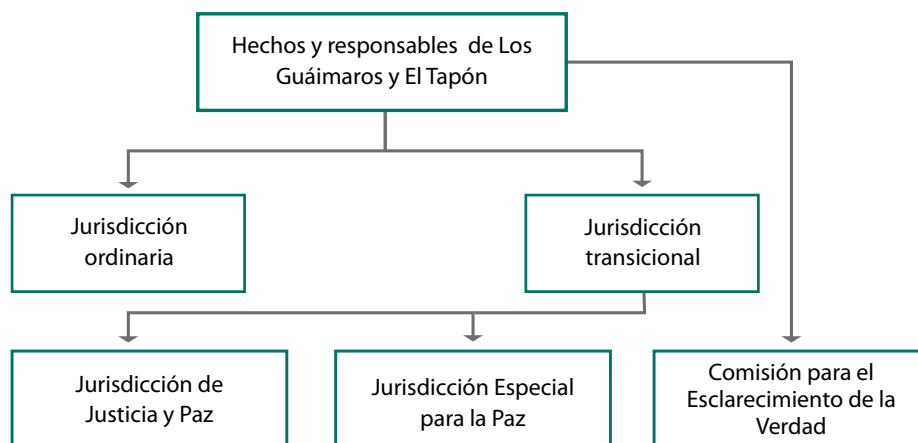 Hechos y responsables de Los
Guáimaros y El Tapón
Jurisdicción
ordinaria
Jurisdicción
transicional
Jurisdicción de
Justicia y Paz
Jurisdicción Especial
para la Paz
Comisión para el
Esclarecimiento de la
Verdad